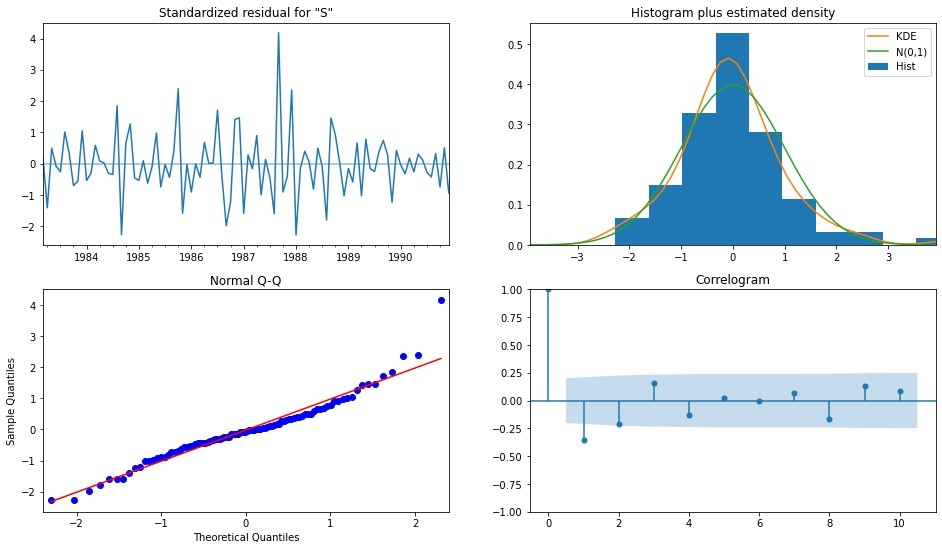 Standardized residual for "S"
4
3
2
1
0
−1
−2
1984 1985 1986 1987 1988 1989 1990
Histogram plus estimated density
KDE
N(0,1)
Hist
0.5
0.4
0.3
0.2
0.1
0.0
−3 −2 −1 0 1 2 3
Normal Q-Q
Sample Quantiles
4
3
2
1
0
−1
−2
−2 −1 0 1 2
Theoretical Quantiles
Correlogram
1.00
0.75
0.50
0.25
0.00
−0.25
−0.50
−0.75
−1.00
0 2 4 6 8 10